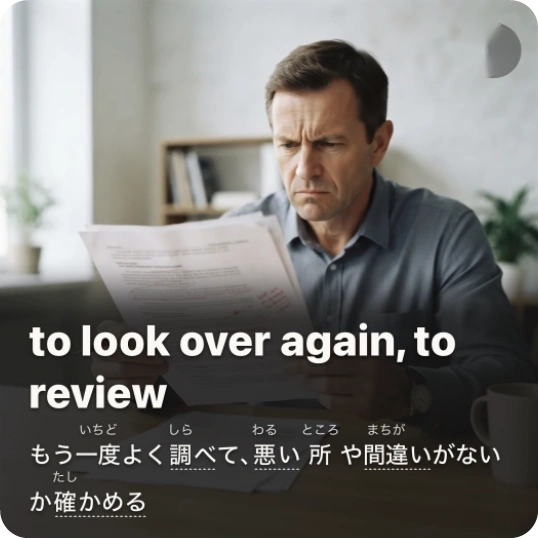 to look over again, to
review
いちど しら わる ところ まちが
もう一度よく調べて、悪い 所 や間違いがない
たし
か確かめる